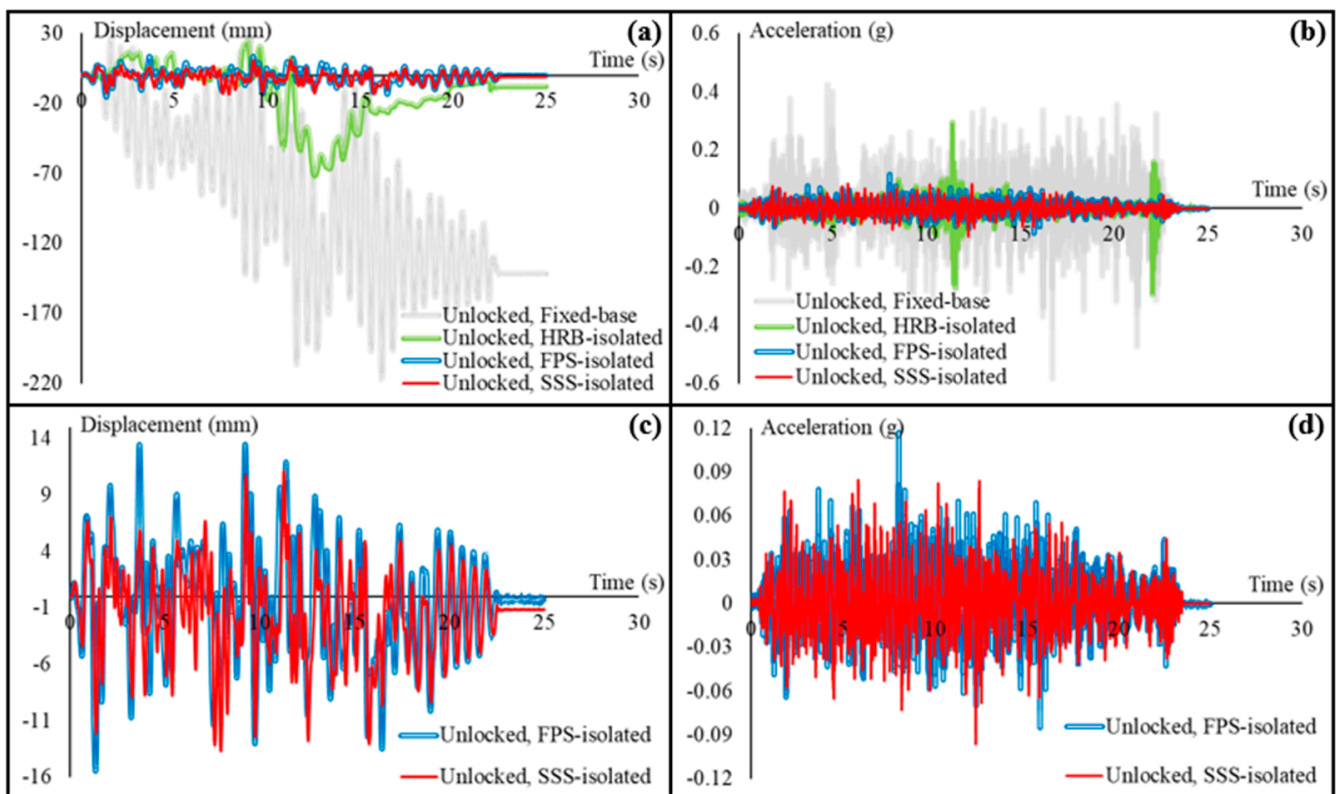 Displacement (mm)
(a)
30
Time (s)
-20
0
5
10
15
20
25
30
-70
-120
-170
-220
Unlocked, Fixed-base
Unlocked, HRB-isolated
Unlocked, FPS-isolated
Unlocked, SSS-isolated
Acceleration (g)
(b)
0.6
0.4
0.2
Time (s)
0
0
5
10
15
20
25
30
-0.2
-0.4
-0.6
Unlocked, Fixed-base
Unlocked, HRB-isolated
Unlocked, FPS-isolated
Unlocked, SSS-isolated
Displacement (mm)
(c)
14
9
4
Time (s)
-1
0
5
10
15
20
25
30
-6
-11
-16
Unlocked, FPS-isolated
Unlocked, SSS-isolated
Acceleration (g)
(d)
0.12
0.09
0.06
0.03
Time (s)
0
0
5
10
15
20
25
30
-0.03
-0.06
-0.09
-0.12
Unlocked, FPS-isolated
Unlocked, SSS-isolated